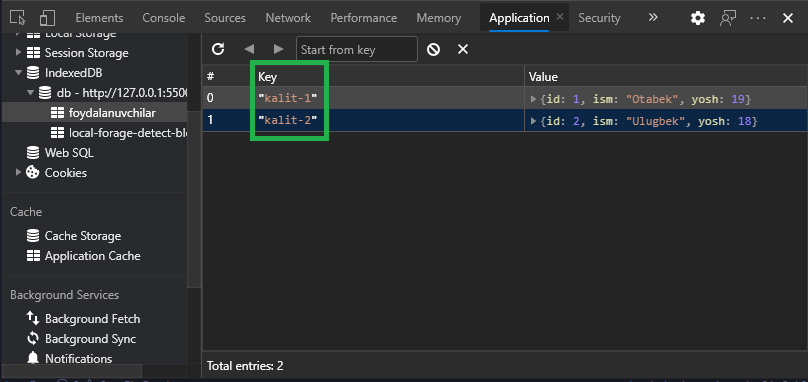 Elements Console Sources Network Performance Memory Application Security
Local Storage
Session Storage
IndexedDB
db - http://127.0.0.1:5500
foydalanuvchilar
local-forage-detect-blo
Web SQL
Cookies
Cache
Cache Storage
Application Cache
Background Services
Background Fetch
Background Sync
Notifications
Start from key
# Key Value
0 "kalit-1" {id: 1, ism: "Otabek", yosh: 19}
1 "kalit-2" {id: 2, ism: "Ulugbek", yosh: 18}
Total entries: 2